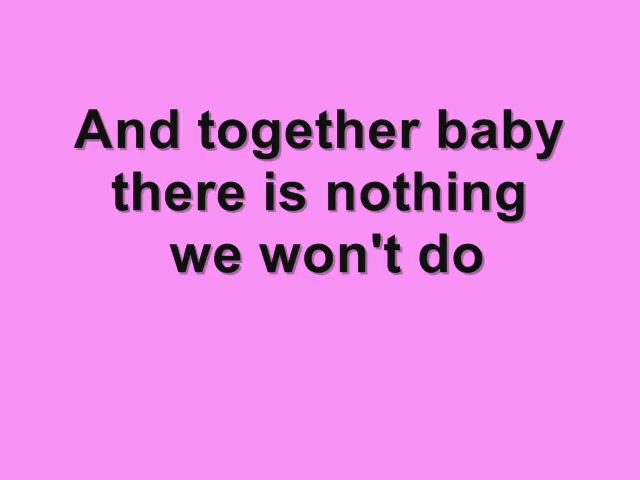 And together baby
there is nothing
we won't do